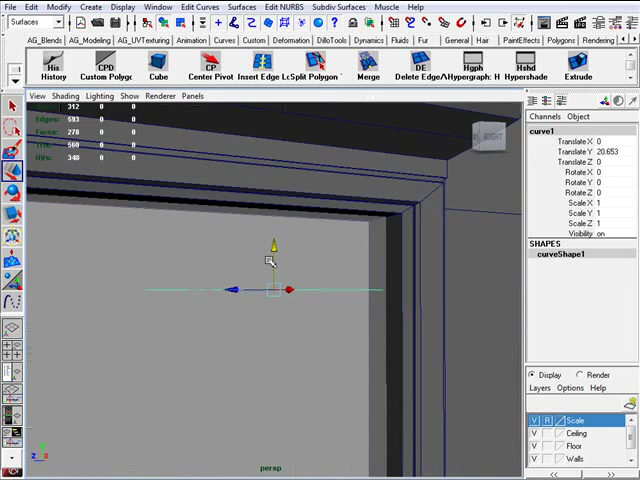 File Edit Modify Create Display Window Edit Curves Surfaces Edit NURBS Subdiv Surfaces Muscle Help
Surfaces
AG_Blends AG_Modeling AG_UVTexturing Animation Curves Custom Deformation DilloTools Dynamics Fluids Fur General Hair PaintEffects Polygons Rendering
His CPD CP DE Hgph Hshd
History Custom Polygc Cube Center Pivot Insert Edge Lc Split Polygon T Merge Delete Edge/\ Hypergraph: H Hypershade Extrude
View Shading Lighting Show Renderer Panels
312 0 0
Edges: 593 0 0
Faces: 278 0 0
Tris: 560 0 0
UVs: 348 0 0
RIGHT
persp
Channels Object
curve1
Translate X 0
Translate Y 20.653
Translate Z 0
Rotate X 0
Rotate Y 0
Rotate Z 0
Scale X 1
Scale Y 1
Scale Z 1
Visibility on
SHAPES
curveShape1
Display Render
Layers Options Help
V R Scale
V Ceiling
V Floor
V Walls